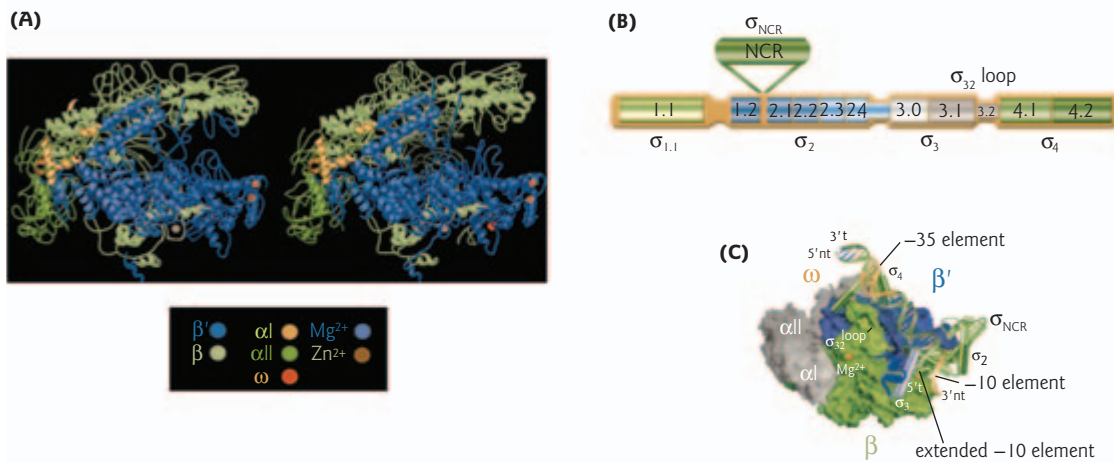 (A)
β′ αI Mg²⁺
β αII Zn²⁺
ω
(B)
σNCR
NCR
σ32 loop
1.1 1.2 2.1 2.2 2.3 2.4 3.0 3.1 3.2 4.1 4.2
σ1.1 σ2 σ3 σ4
(C)
3′t
5′nt
–35 element
ω σ4 β′
αII
σ32 loop
σNCR
αI
Mg²⁺
σ2
5′t
–10 element
σ3
3′nt
β
extended –10 element